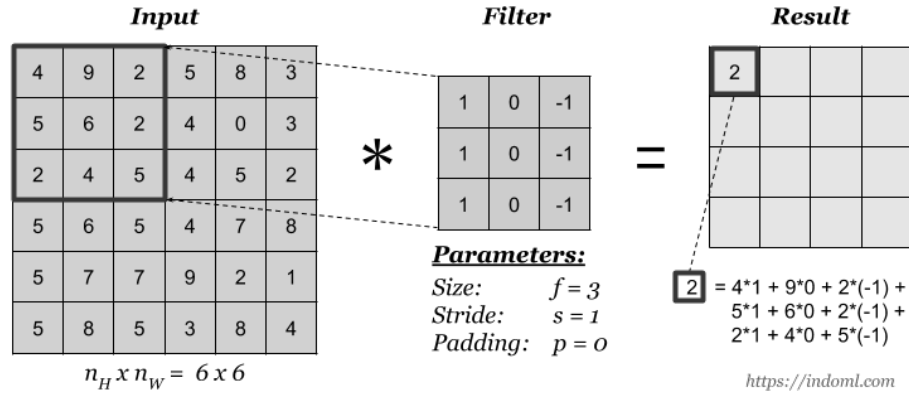 Input
4 9 2 5 8 3
5 6 2 4 0 3
2 4 5 4 5 2
5 6 5 4 7 8
5 7 7 9 2 1
5 8 5 3 8 4
n_H x n_W = 6 x 6
*
Filter
1 0 -1
1 0 -1
1 0 -1
Parameters:
Size: f = 3
Stride: s = 1
Padding: p = 0
=
Result
2
2 = 4*1 + 9*0 + 2*(-1) +
5*1 + 6*0 + 2*(-1) +
2*1 + 4*0 + 5*(-1)
https://indoml.com